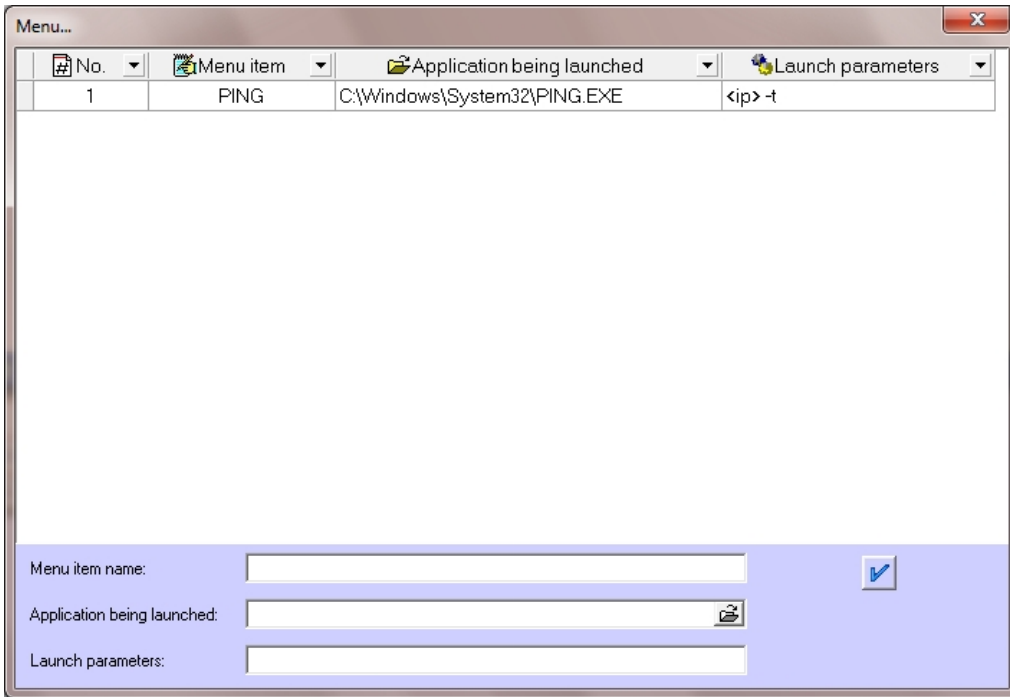 Menu...
No. Menu item Application being launched Launch parameters
1 PING C:\Windows\System32\PING.EXE <ip> -t
Menu item name:
Application being launched:
Launch parameters: